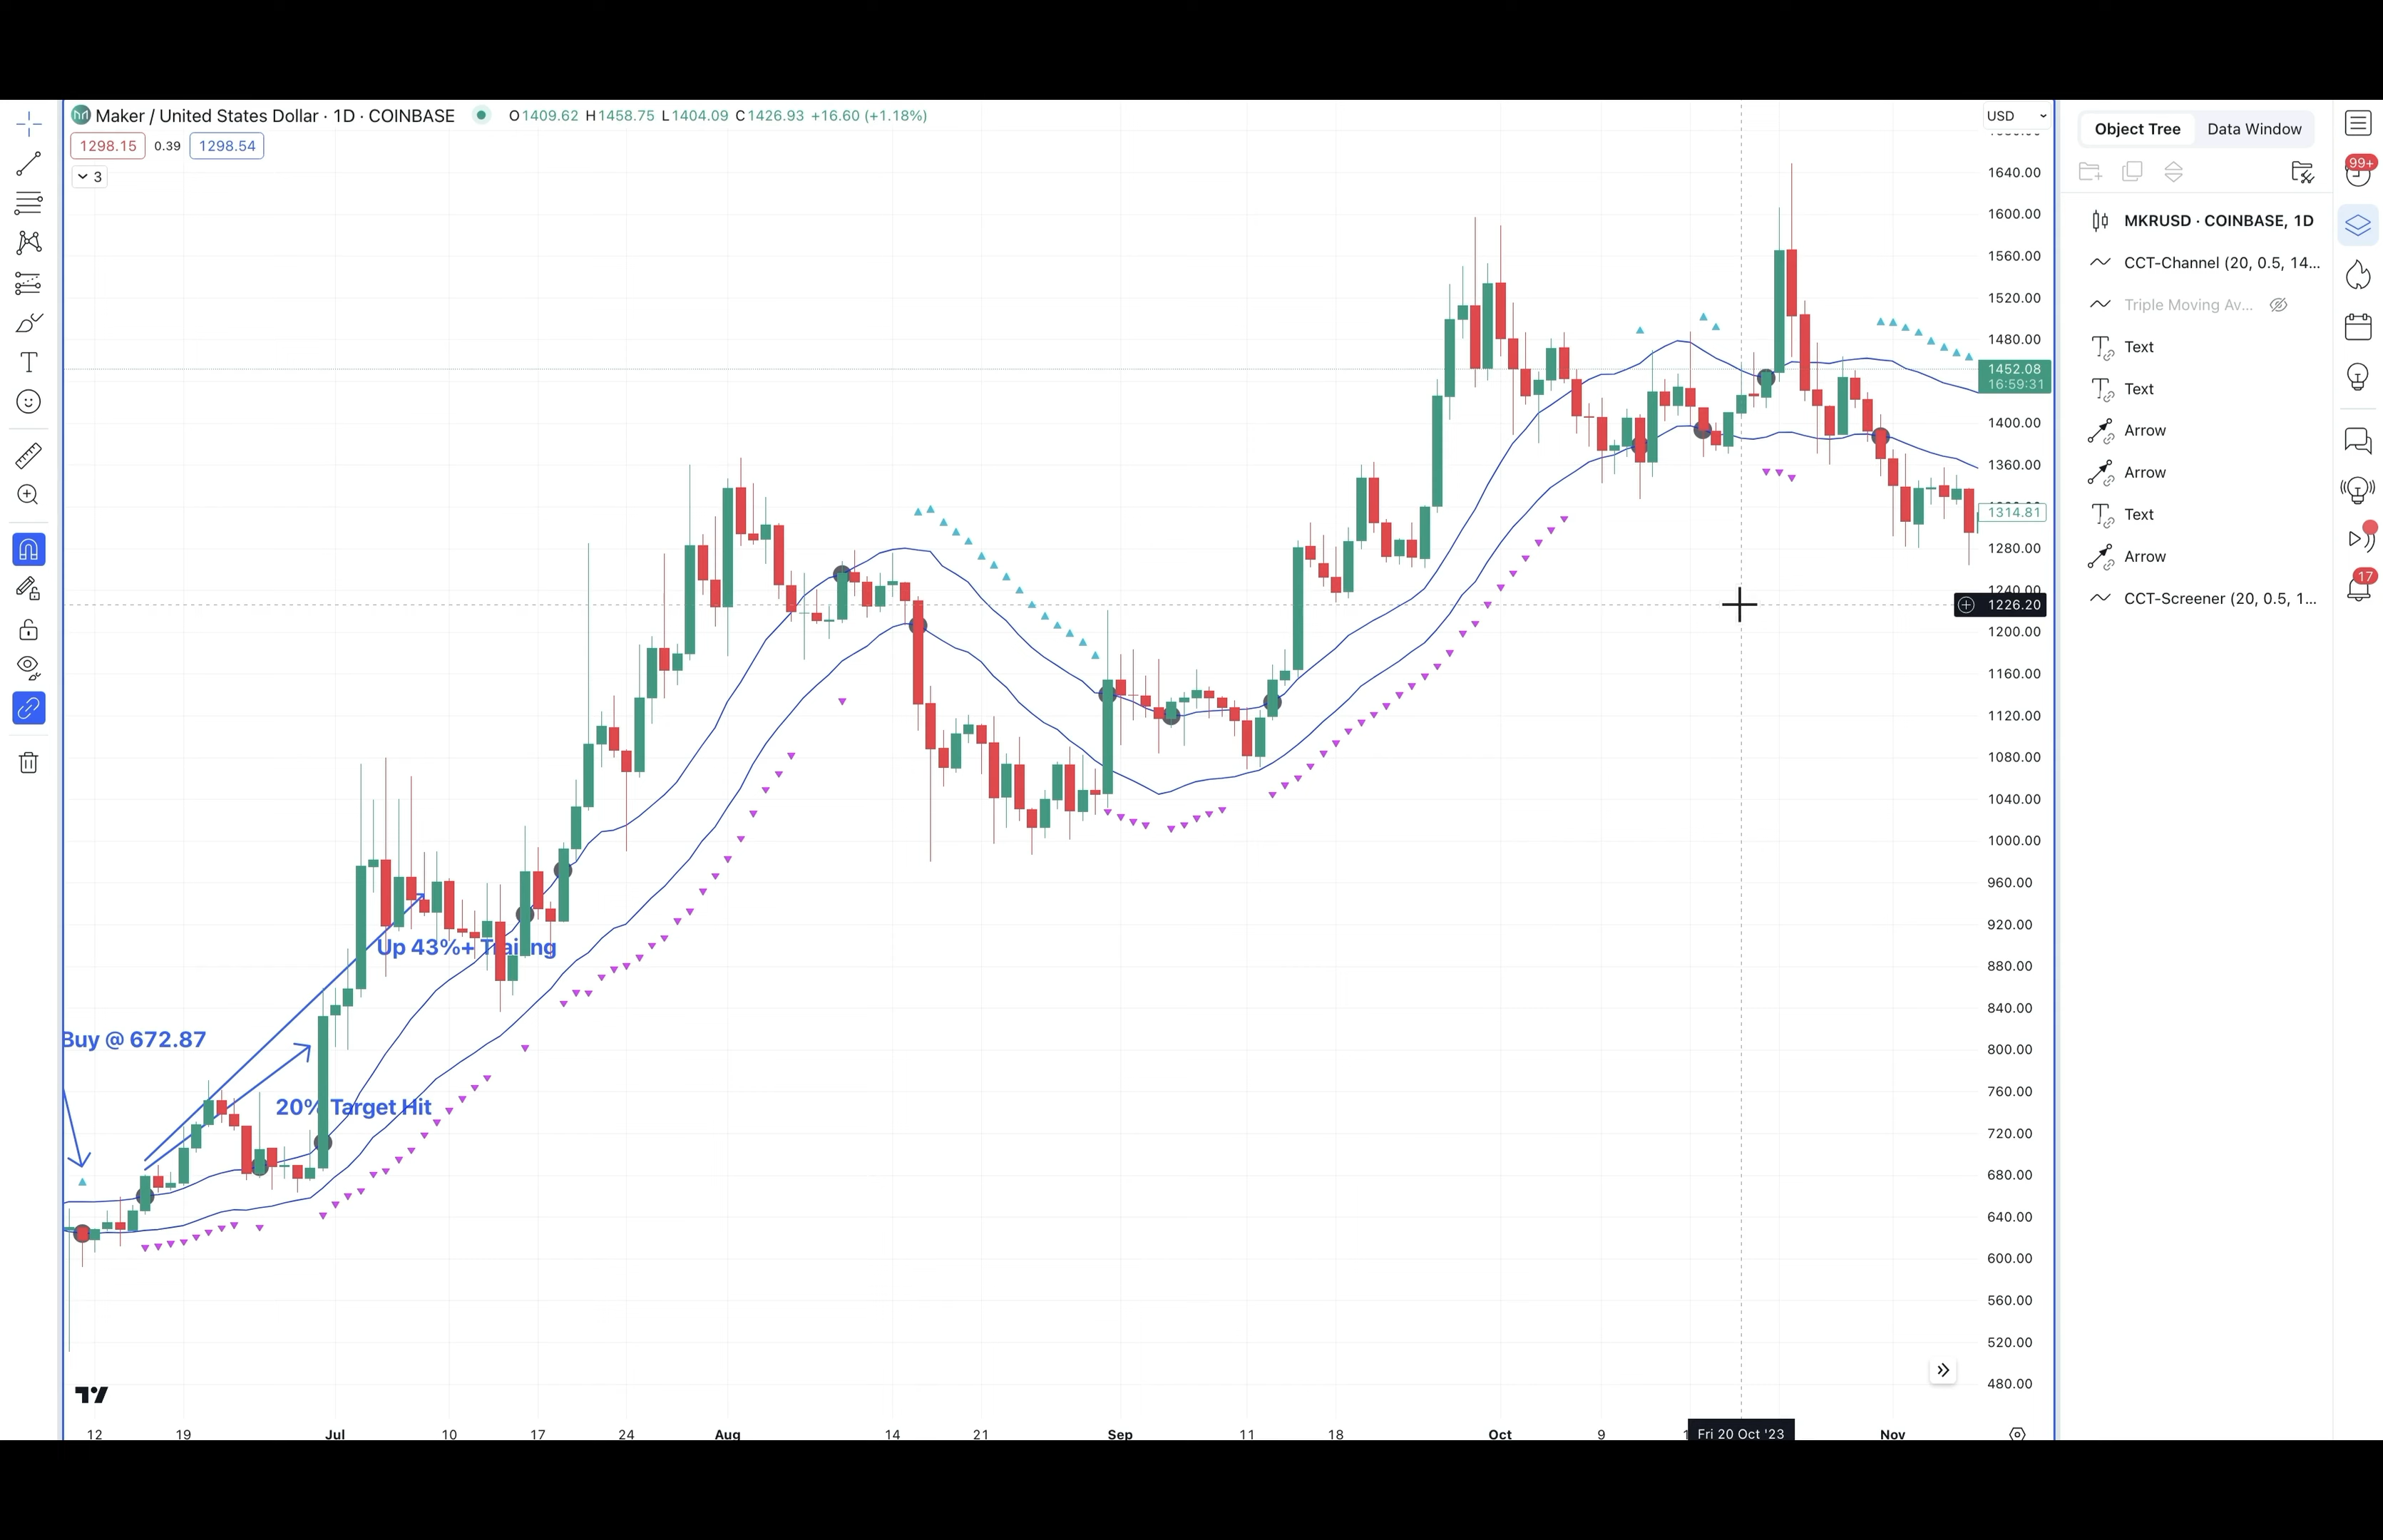 Maker / United States Dollar · 1D · COINBASE O1409.62 H1458.75 L1404.09 C1426.93 +16.60 (+1.18%)
1298.15 0.39 1298.54
3
USD
1640.00
1600.00
1560.00
1520.00
1480.00
1452.08
16:59:31
1400.00
1360.00
1314.81
1280.00
1240.00
1226.20
1200.00
1160.00
1120.00
1080.00
1040.00
1000.00
960.00
920.00
880.00
840.00
800.00
760.00
720.00
680.00
640.00
600.00
560.00
520.00
480.00
Up 43%+ Trailing
Buy @ 672.87
20% Target Hit
12 19 Jul 10 17 24 Aug 14 21 Sep 11 18 Oct 9 Fri 20 Oct '23 Nov
Object Tree Data Window
MKRUSD · COINBASE, 1D
CCT-Channel (20, 0.5, 14...
Triple Moving Av...
Text
Text
Arrow
Arrow
Text
Arrow
CCT-Screener (20, 0.5, 1...
99+
17